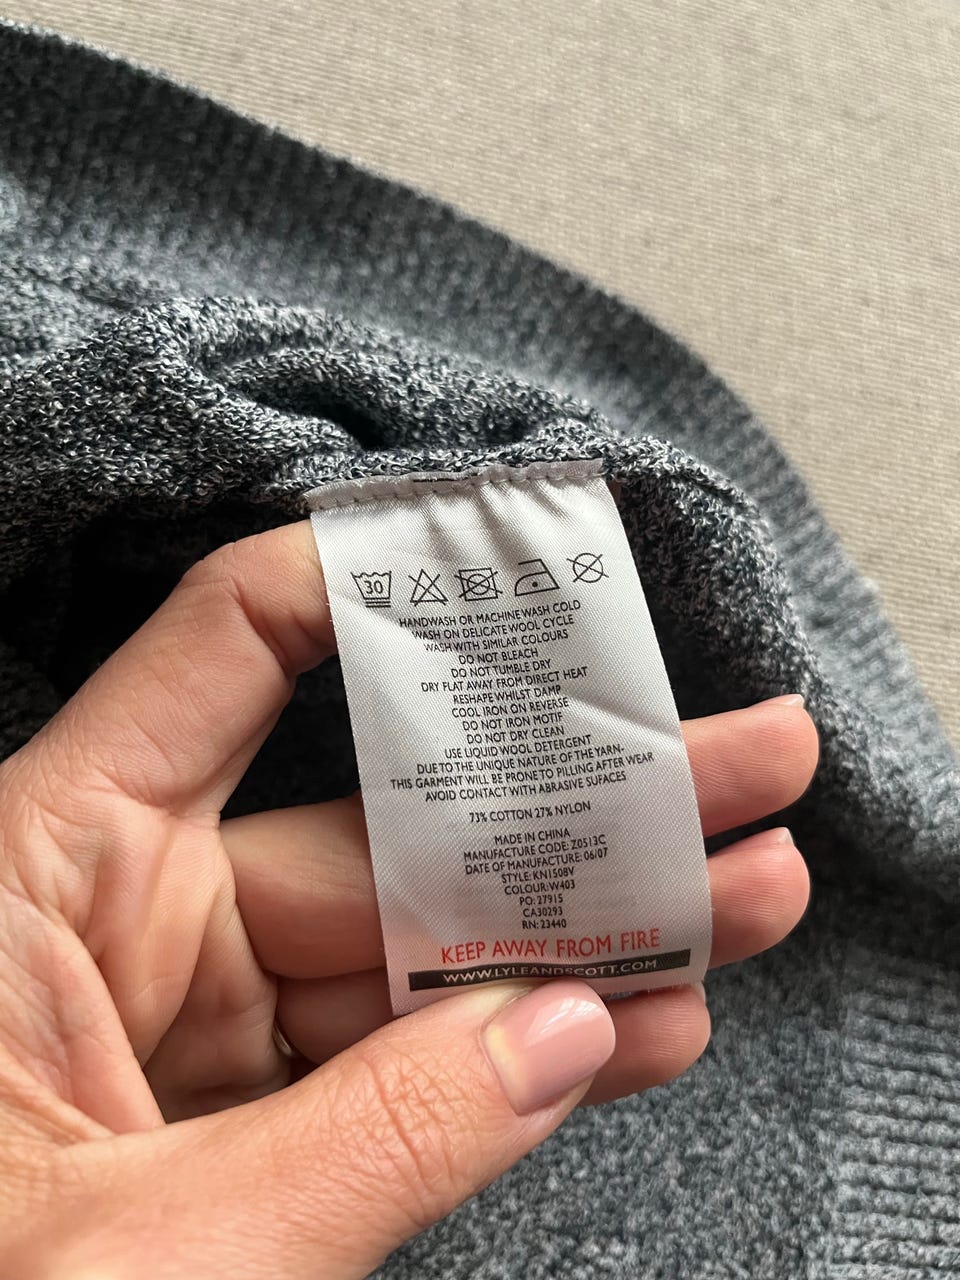 30
HANDWASH OR MACHINE WASH COLD
WASH ON DELICATE WOOL CYCLE
WASH WITH SIMILAR COLOURS
DO NOT BLEACH
DO NOT TUMBLE DRY
DRY FLAT AWAY FROM DIRECT HEAT
RESHAPE WHILST DAMP
COOL IRON ON REVERSE
DO NOT IRON MOTIF
DO NOT DRY CLEAN
USE LIQUID WOOL DETERGENT
DUE TO THE UNIQUE NATURE OF THE YARN-
THIS GARMENT WILL BE PRONE TO PILLING AFTER WEAR
AVOID CONTACT WITH ABRASIVE SUFACES
73% COTTON 27% NYLON
MADE IN CHINA
MANUFACTURE CODE: Z0513C
DATE OF MANUFACTURE: 06/07
STYLE: KN1508V
COLOUR: W403
PO: 27915
CA30293
RN: 23440
KEEP AWAY FROM FIRE
WWW.LYLEANDSCOTT.COM